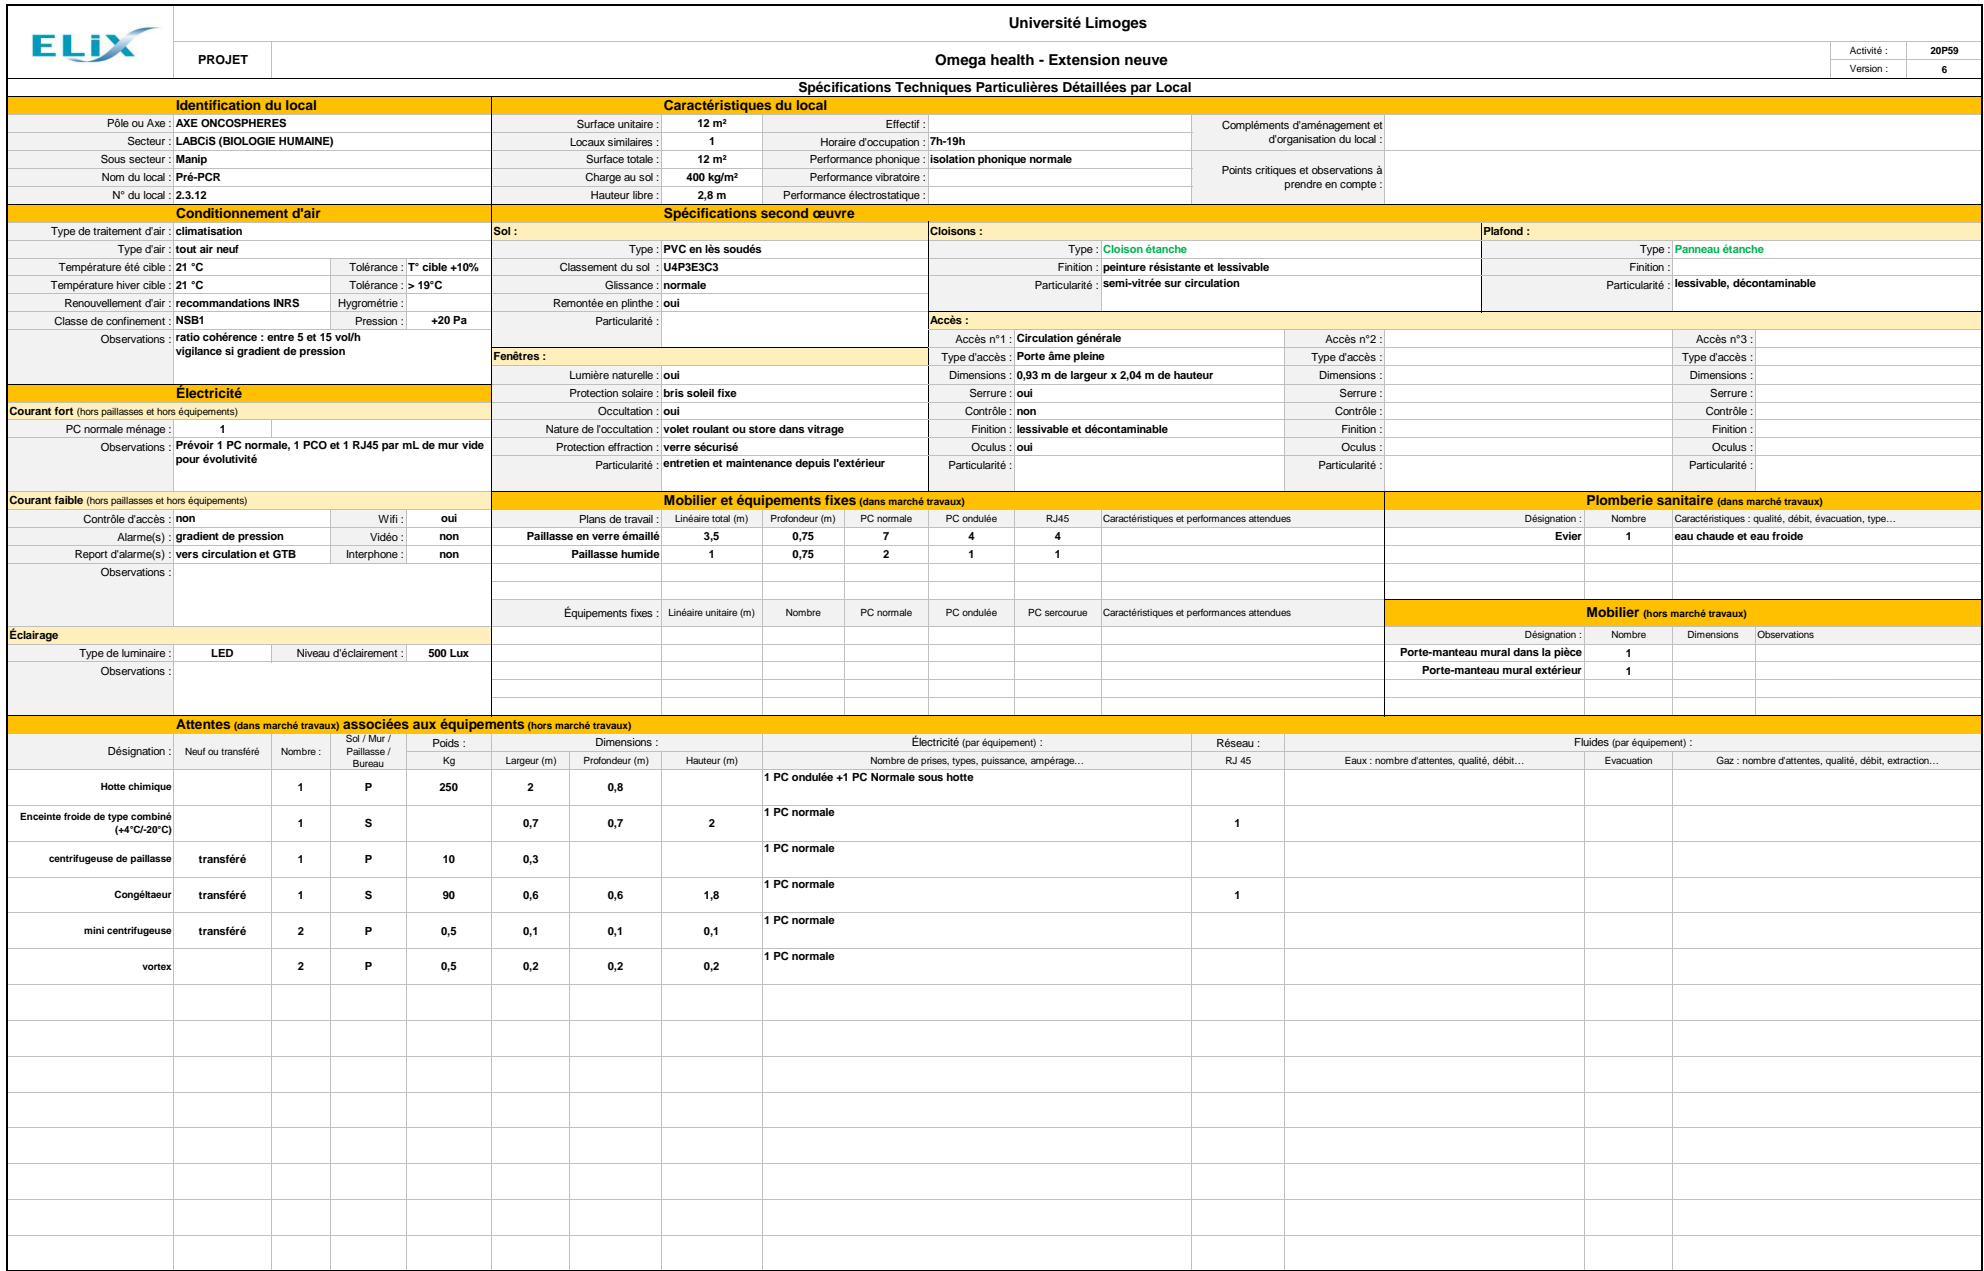 ELiX
Université Limoges
PROJET
Omega health - Extension neuve
Activité : 20P59
Version : 6
Spécifications Techniques Particulières Détaillées par Local
Identification du local
Pôle ou Axe : AXE ONCOSPHERES
Secteur : LABCiS (BIOLOGIE HUMAINE)
Sous secteur : Manip
Nom du local : Pré-PCR
N° du local : 2.3.12
Caractéristiques du local
Surface unitaire : 12 m² Effectif :
Locaux similaires : 1 Horaire d'occupation : 7h-19h
Surface totale : 12 m² Performance phonique : isolation phonique normale
Charge au sol : 400 kg/m² Performance vibratoire :
Hauteur libre : 2,8 m Performance électrostatique :
Compléments d'aménagement et
d'organisation du local :
Points critiques et observations à
prendre en compte :
Conditionnement d'air
Type de traitement d'air : climatisation
Type d'air : tout air neuf
Température été cible : 21 °C Tolérance : T° cible +10%
Température hiver cible : 21 °C Tolérance : > 19°C
Renouvellement d'air : recommandations INRS Hygrométrie :
Classe de confinement : NSB1 Pression : +20 Pa
Observations : ratio cohérence : entre 5 et 15 vol/h
vigilance si gradient de pression
Spécifications second œuvre
Sol :
Type : PVC en lès soudés
Classement du sol : U4P3E3C3
Glissance : normale
Remontée en plinthe : oui
Particularité :
Cloisons :
Type : Cloison étanche
Finition : peinture résistante et lessivable
Particularité : semi-vitrée sur circulation
Plafond :
Type : Panneau étanche
Finition :
Particularité : lessivable, décontaminable
Fenêtres :
Lumière naturelle : oui
Protection solaire : bris soleil fixe
Occultation : oui
Nature de l'occultation : volet roulant ou store dans vitrage
Protection effraction : verre sécurisé
Particularité : entretien et maintenance depuis l'extérieur
Accès :
Accès n°1 : Circulation générale Accès n°2 : Accès n°3 :
Type d'accès : Porte âme pleine Type d'accès : Type d'accès :
Dimensions : 0,93 m de largeur x 2,04 m de hauteur Dimensions : Dimensions :
Serrure : oui Serrure : Serrure :
Contrôle : non Contrôle : Contrôle :
Finition : lessivable et décontaminable Finition : Finition :
Oculus : oui Oculus : Oculus :
Particularité : Particularité : Particularité :
Électricité
Courant fort (hors paillasses et hors équipements)
PC normale ménage : 1
Observations : Prévoir 1 PC normale, 1 PCO et 1 RJ45 par mL de mur vide
pour évolutivité
Courant faible (hors paillasses et hors équipements)
Contrôle d'accès : non Wifi : oui
Alarme(s) : gradient de pression Vidéo : non
Report d'alarme(s) : vers circulation et GTB Interphone : non
Observations :
Éclairage
Type de luminaire : LED Niveau d'éclairement : 500 Lux
Observations :
Mobilier et équipements fixes (dans marché travaux)
Plans de travail : Linéaire total (m) Profondeur (m) PC normale PC ondulée RJ45 Caractéristiques et performances attendues
Paillasse en verre émaillé 3,5 0,75 7 4 4
Paillasse humide 1 0,75 2 1 1
Équipements fixes : Linéaire unitaire (m) Nombre PC normale PC ondulée PC sercourue Caractéristiques et performances attendues
Plomberie sanitaire (dans marché travaux)
Désignation : Nombre Caractéristiques : qualité, débit, évacuation, type…
Evier 1 eau chaude et eau froide
Mobilier (hors marché travaux)
Désignation : Nombre Dimensions Observations
Porte-manteau mural dans la pièce 1
Porte-manteau mural extérieur 1
Attentes (dans marché travaux) associées aux équipements (hors marché travaux)
Désignation : Neuf ou transféré Nombre : Sol / Mur / Paillasse / Bureau Poids : Dimensions : Électricité (par équipement) : Réseau : Fluides (par équipement) :
Kg Largeur (m) Profondeur (m) Hauteur (m) Nombre de prises, types, puissance, ampérage… RJ 45 Eaux : nombre d'attentes, qualité, débit… Evacuation Gaz : nombre d'attentes, qualité, débit, extraction…
Hotte chimique 1 P 250 2 0,8 1 PC ondulée +1 PC Normale sous hotte
Enceinte froide de type combiné
(+4°C/-20°C) 1 S 0,7 0,7 2 1 PC normale 1
centrifugeuse de paillasse transféré 1 P 10 0,3 1 PC normale
Congéltaeur transféré 1 S 90 0,6 0,6 1,8 1 PC normale 1
mini centrifugeuse transféré 2 P 0,5 0,1 0,1 0,1 1 PC normale
vortex 2 P 0,5 0,2 0,2 0,2 1 PC normale